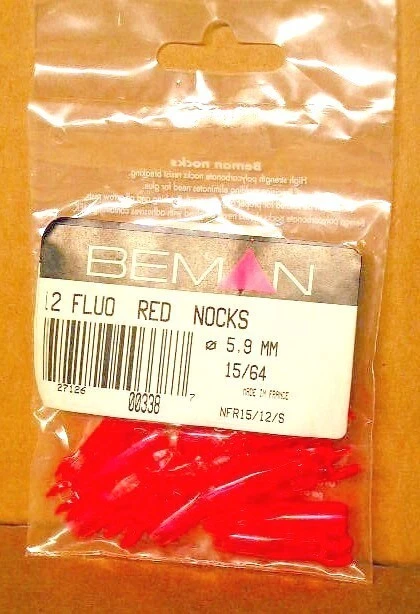 Beman nocks
High strength polycarbonate nocks resist breaking.
BEMAN
12 FLUO RED NOCKS
ø 5.9 MM
15/64
MADE IN FRANCE
27126 00338 7
NFR15/12/S